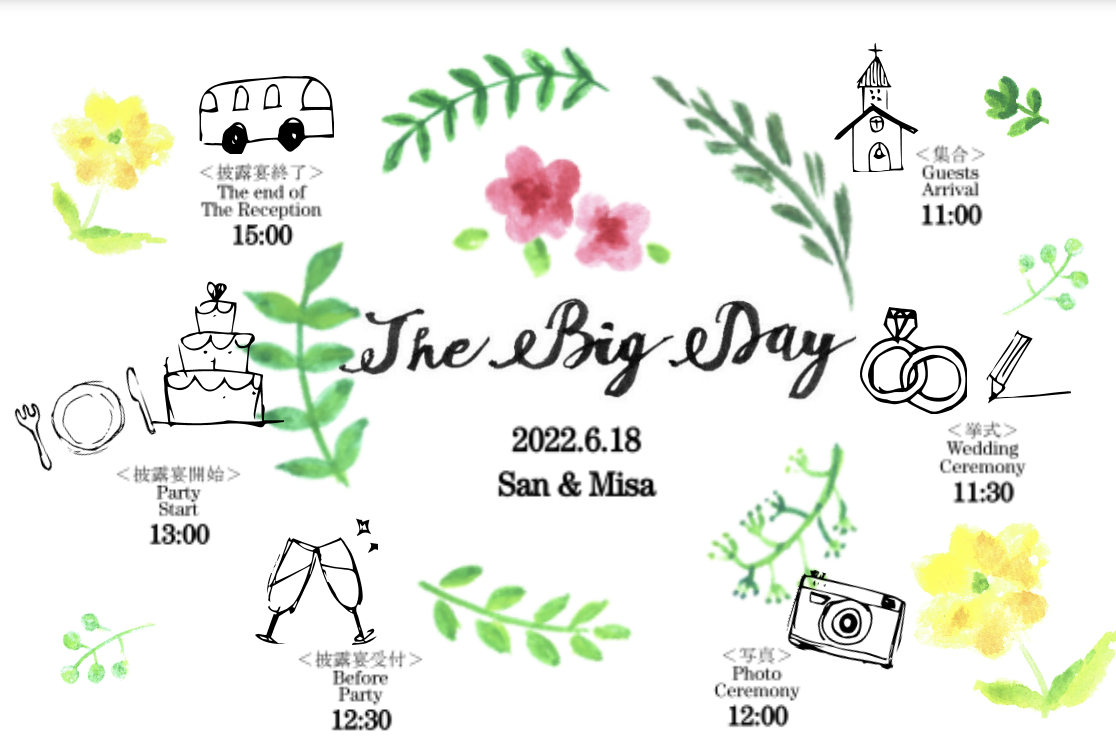 The Big Day
2022.6.18
San & Misa
＜集合＞
Guests
Arrival
11:00
＜挙式＞
Wedding
Ceremony
11:30
＜写真＞
Photo
Ceremony
12:00
＜披露宴受付＞
Before
Party
12:30
＜披露宴開始＞
Party
Start
13:00
＜披露宴終了＞
The end of
The Reception
15:00